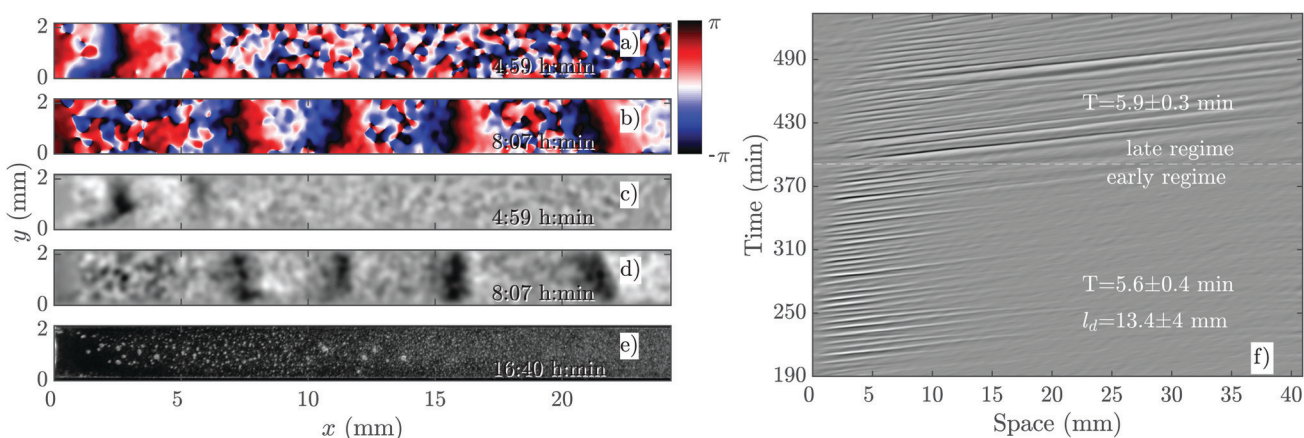 2
0
a)
4:59 h:min
π
-π
2
0
b)
8:07 h:min
2
0
c)
4:59 h:min
2
0
d)
8:07 h:min
2
0
e)
16:40 h:min
y (mm)
0 5 10 15 20
x (mm)
490
430
370
310
250
190
Time (min)
T=5.9±0.3 min
late regime
early regime
T=5.6±0.4 min
l_d=13.4±4 mm
f)
0 5 10 15 20 25 30 35 40
Space (mm)